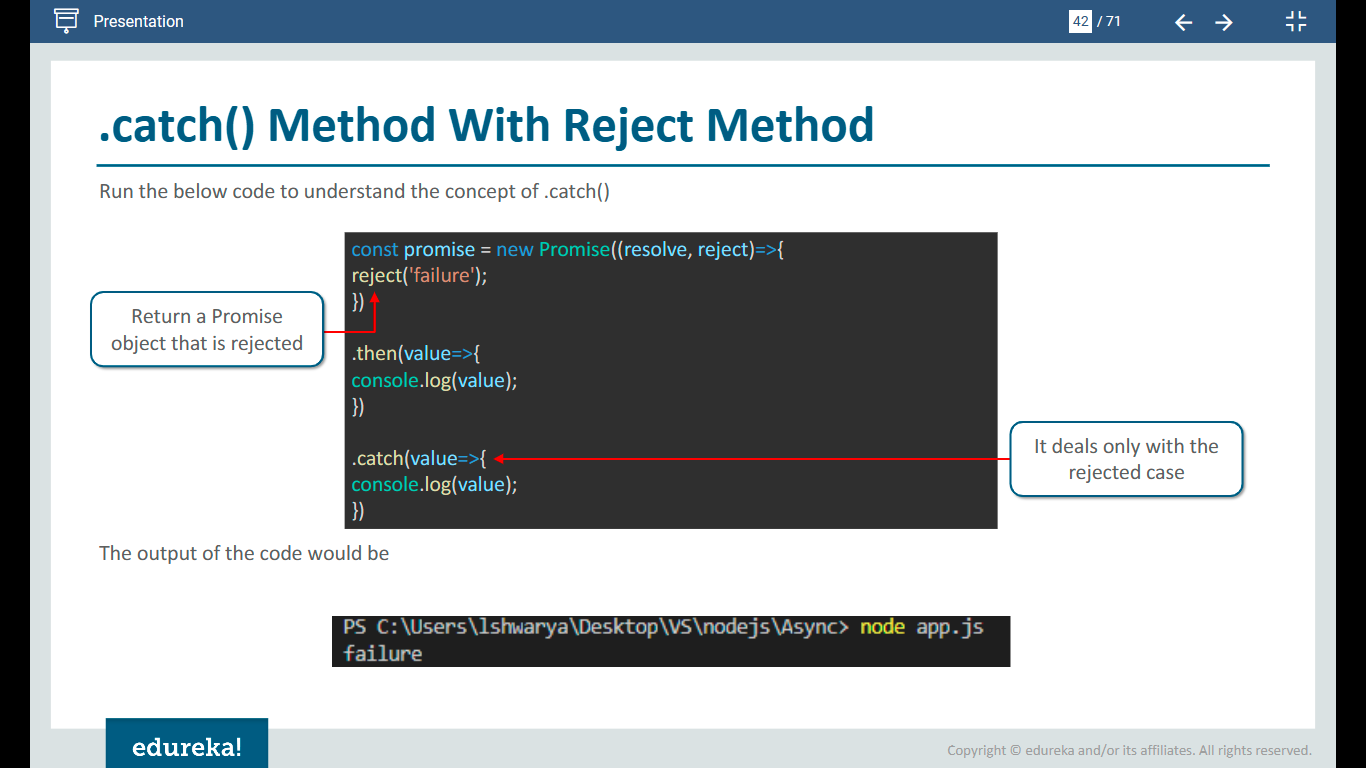 Presentation
42 / 71
.catch() Method With Reject Method
Run the below code to understand the concept of .catch()
const promise = new Promise((resolve, reject)=>{
reject('failure');
})
Return a Promise
object that is rejected
.then(value=>{
console.log(value);
})
.catch(value=>{
console.log(value);
})
It deals only with the
rejected case
The output of the code would be
PS C:\Users\lshwarya\Desktop\VS\nodejs\Async> node app.js
failure
edureka!
Copyright © edureka and/or its affiliates. All rights reserved.